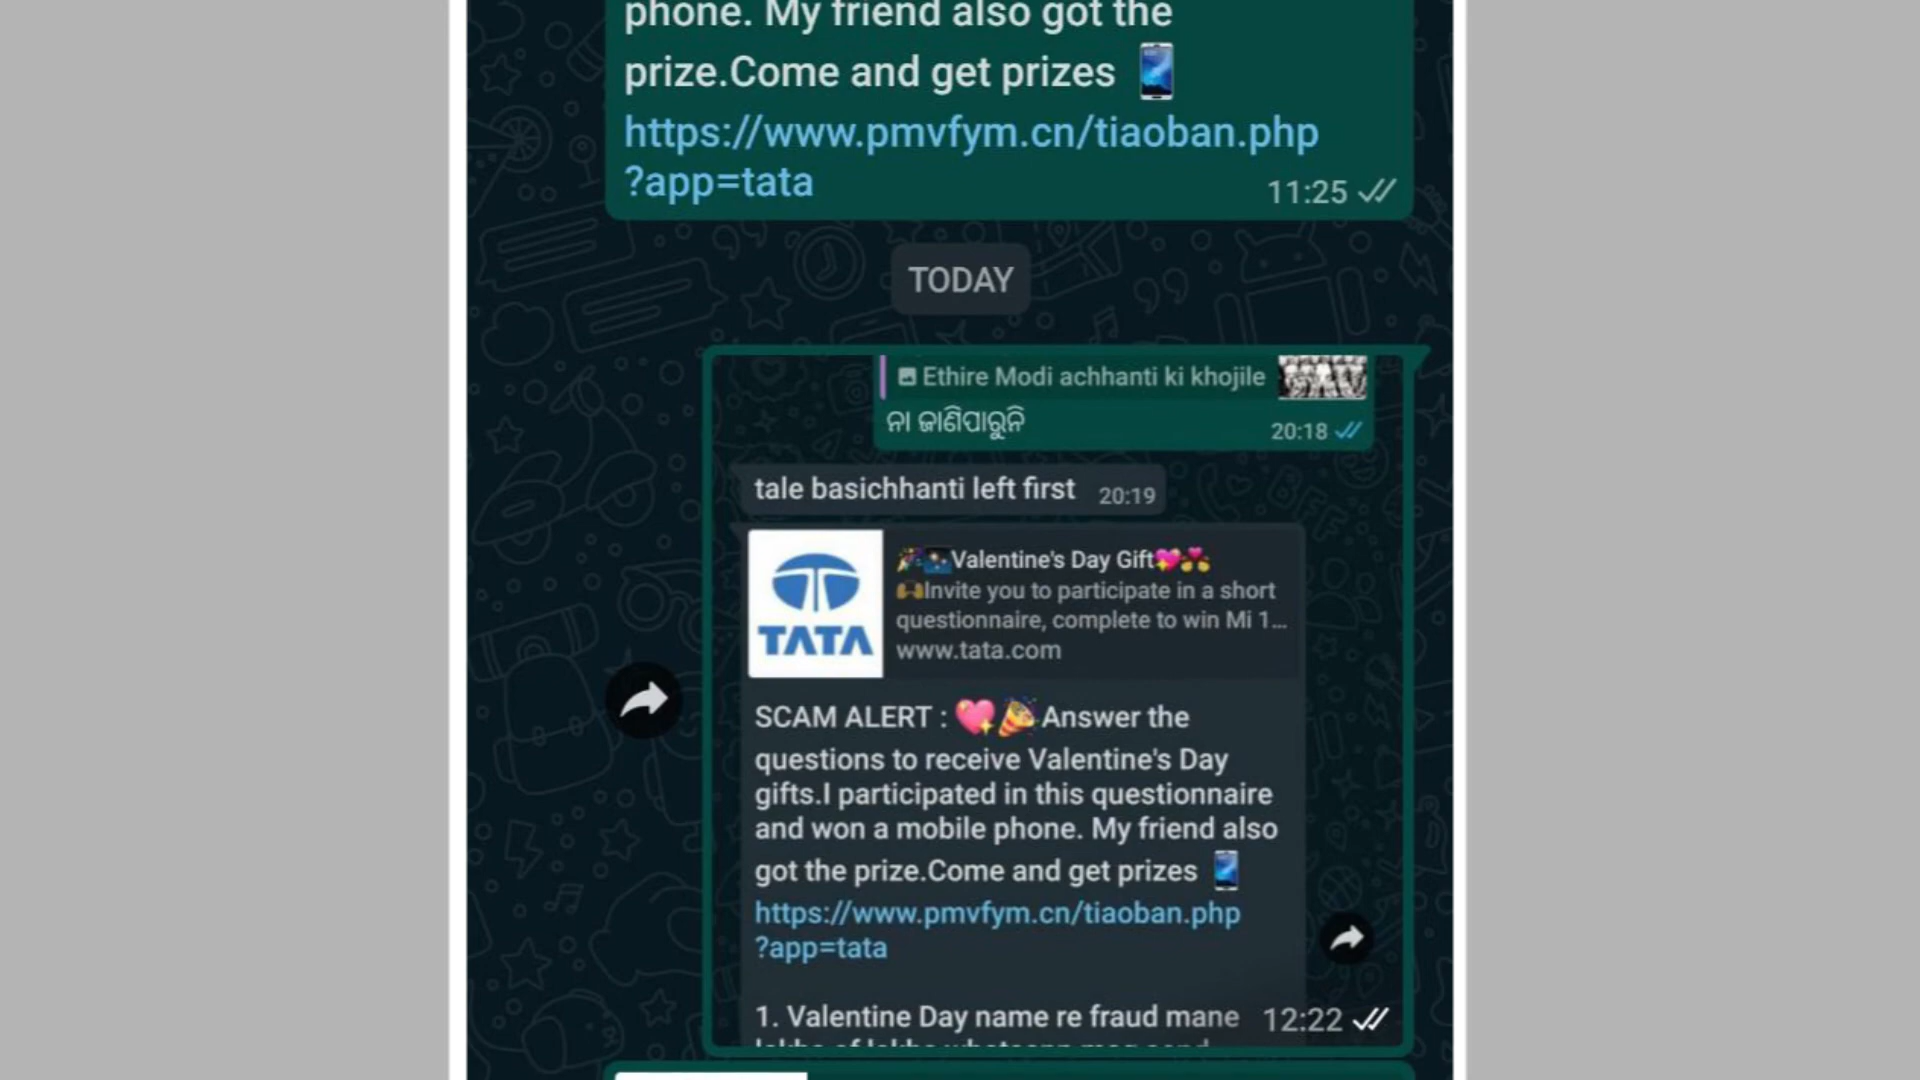 phone. My friend also got the
prize.Come and get prizes 📱
https://www.pmvfym.cn/tiaoban.php
?app=tata
11:25
TODAY
Ethire Modi achhanti ki khojile
ନା ଜାଣିପାରୁନି
20:18
tale basichhanti left first 20:19
TATA
🎉🌃Valentine's Day Gift💖💑
🙌Invite you to participate in a short
questionnaire, complete to win Mi 1...
www.tata.com
SCAM ALERT : 💖🎉Answer the
questions to receive Valentine's Day
gifts.I participated in this questionnaire
and won a mobile phone. My friend also
got the prize.Come and get prizes 📱
https://www.pmvfym.cn/tiaoban.php
?app=tata
1. Valentine Day name re fraud mane
12:22